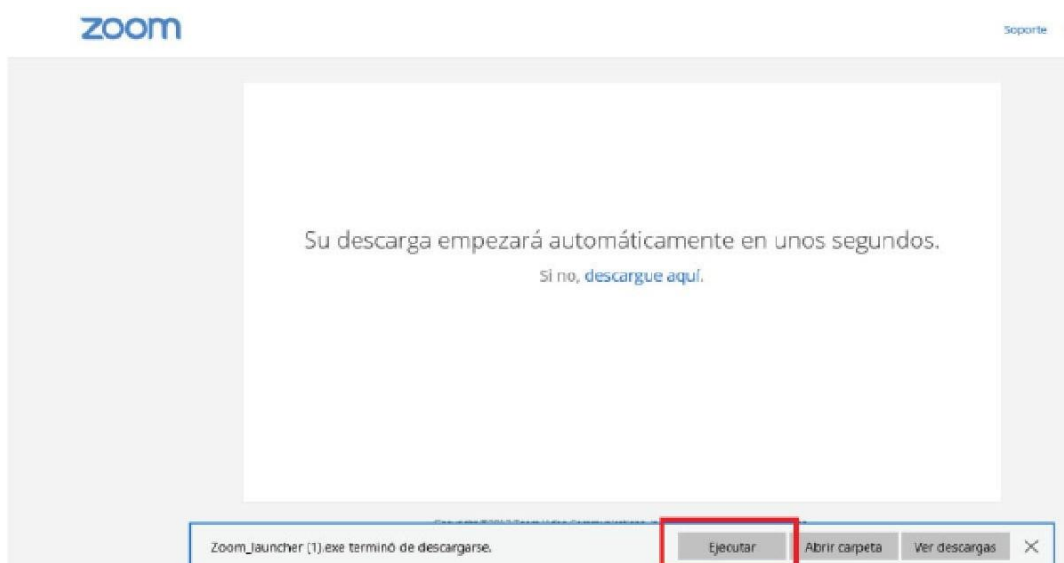 zoom
Soporte
Su descarga empezará automáticamente en unos segundos.
Si no, descargue aquí.
Zoom_launcher (1).exe terminó de descargarse.
Ejecutar
Abrir carpeta
Ver descargas